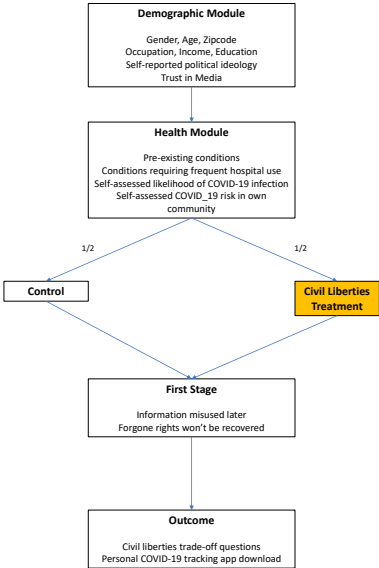 Demographic Module
Gender, Age, Zipcode
Occupation, Income, Education
Self-reported political ideology
Trust in Media
Health Module
Pre-existing conditions
Conditions requiring frequent hospital use
Self-assessed likelihood of COVID-19 infection
Self-assessed COVID_19 risk in own
community
1/2
1/2
Control
Civil Liberties
Treatment
First Stage
Information misused later
Forgone rights won't be recovered
Outcome
Civil liberties trade-off questions
Personal COVID-19 tracking app download